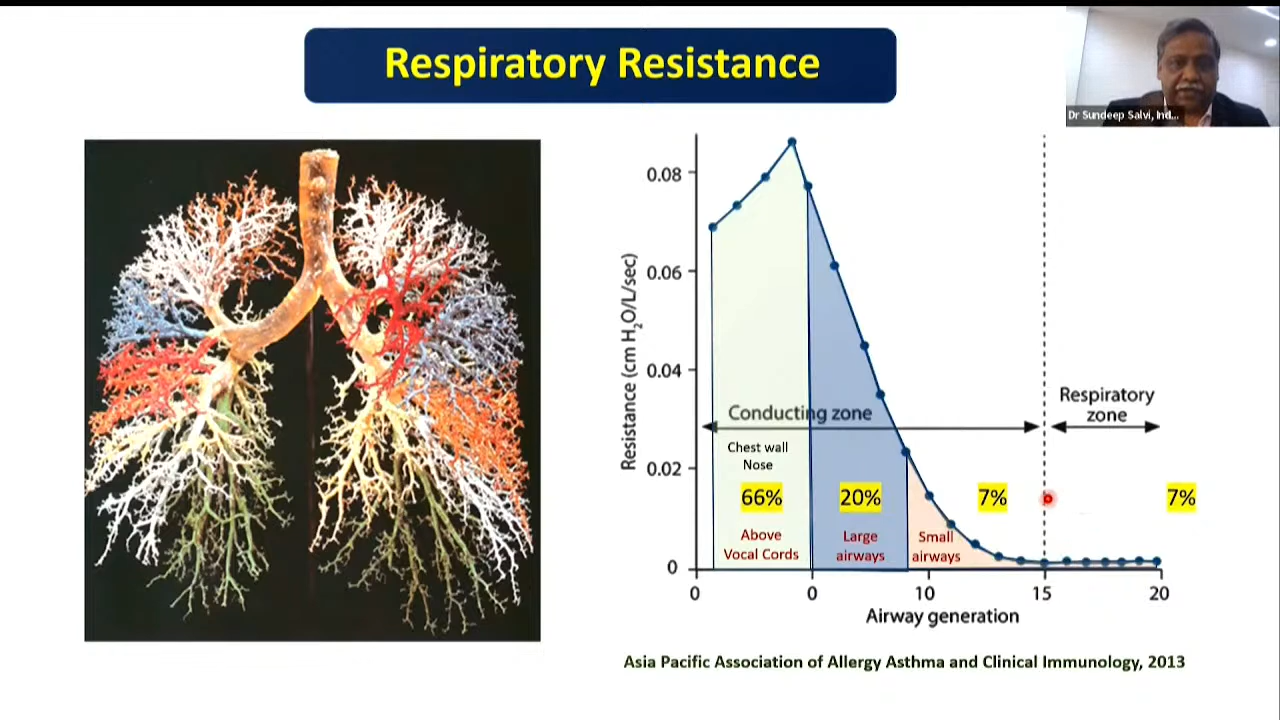 Respiratory Resistance
Dr Sundeep Salvi, Ind...
0.08
0.06
0.04
0.02
0
Resistance (cm H₂O/L/sec)
Conducting zone
Respiratory
zone
Chest wall
Nose
66%
20%
7%
7%
Above
Vocal Cords
Large
airways
Small
airways
0
0
10
15
20
Airway generation
Asia Pacific Association of Allergy Asthma and Clinical Immunology, 2013